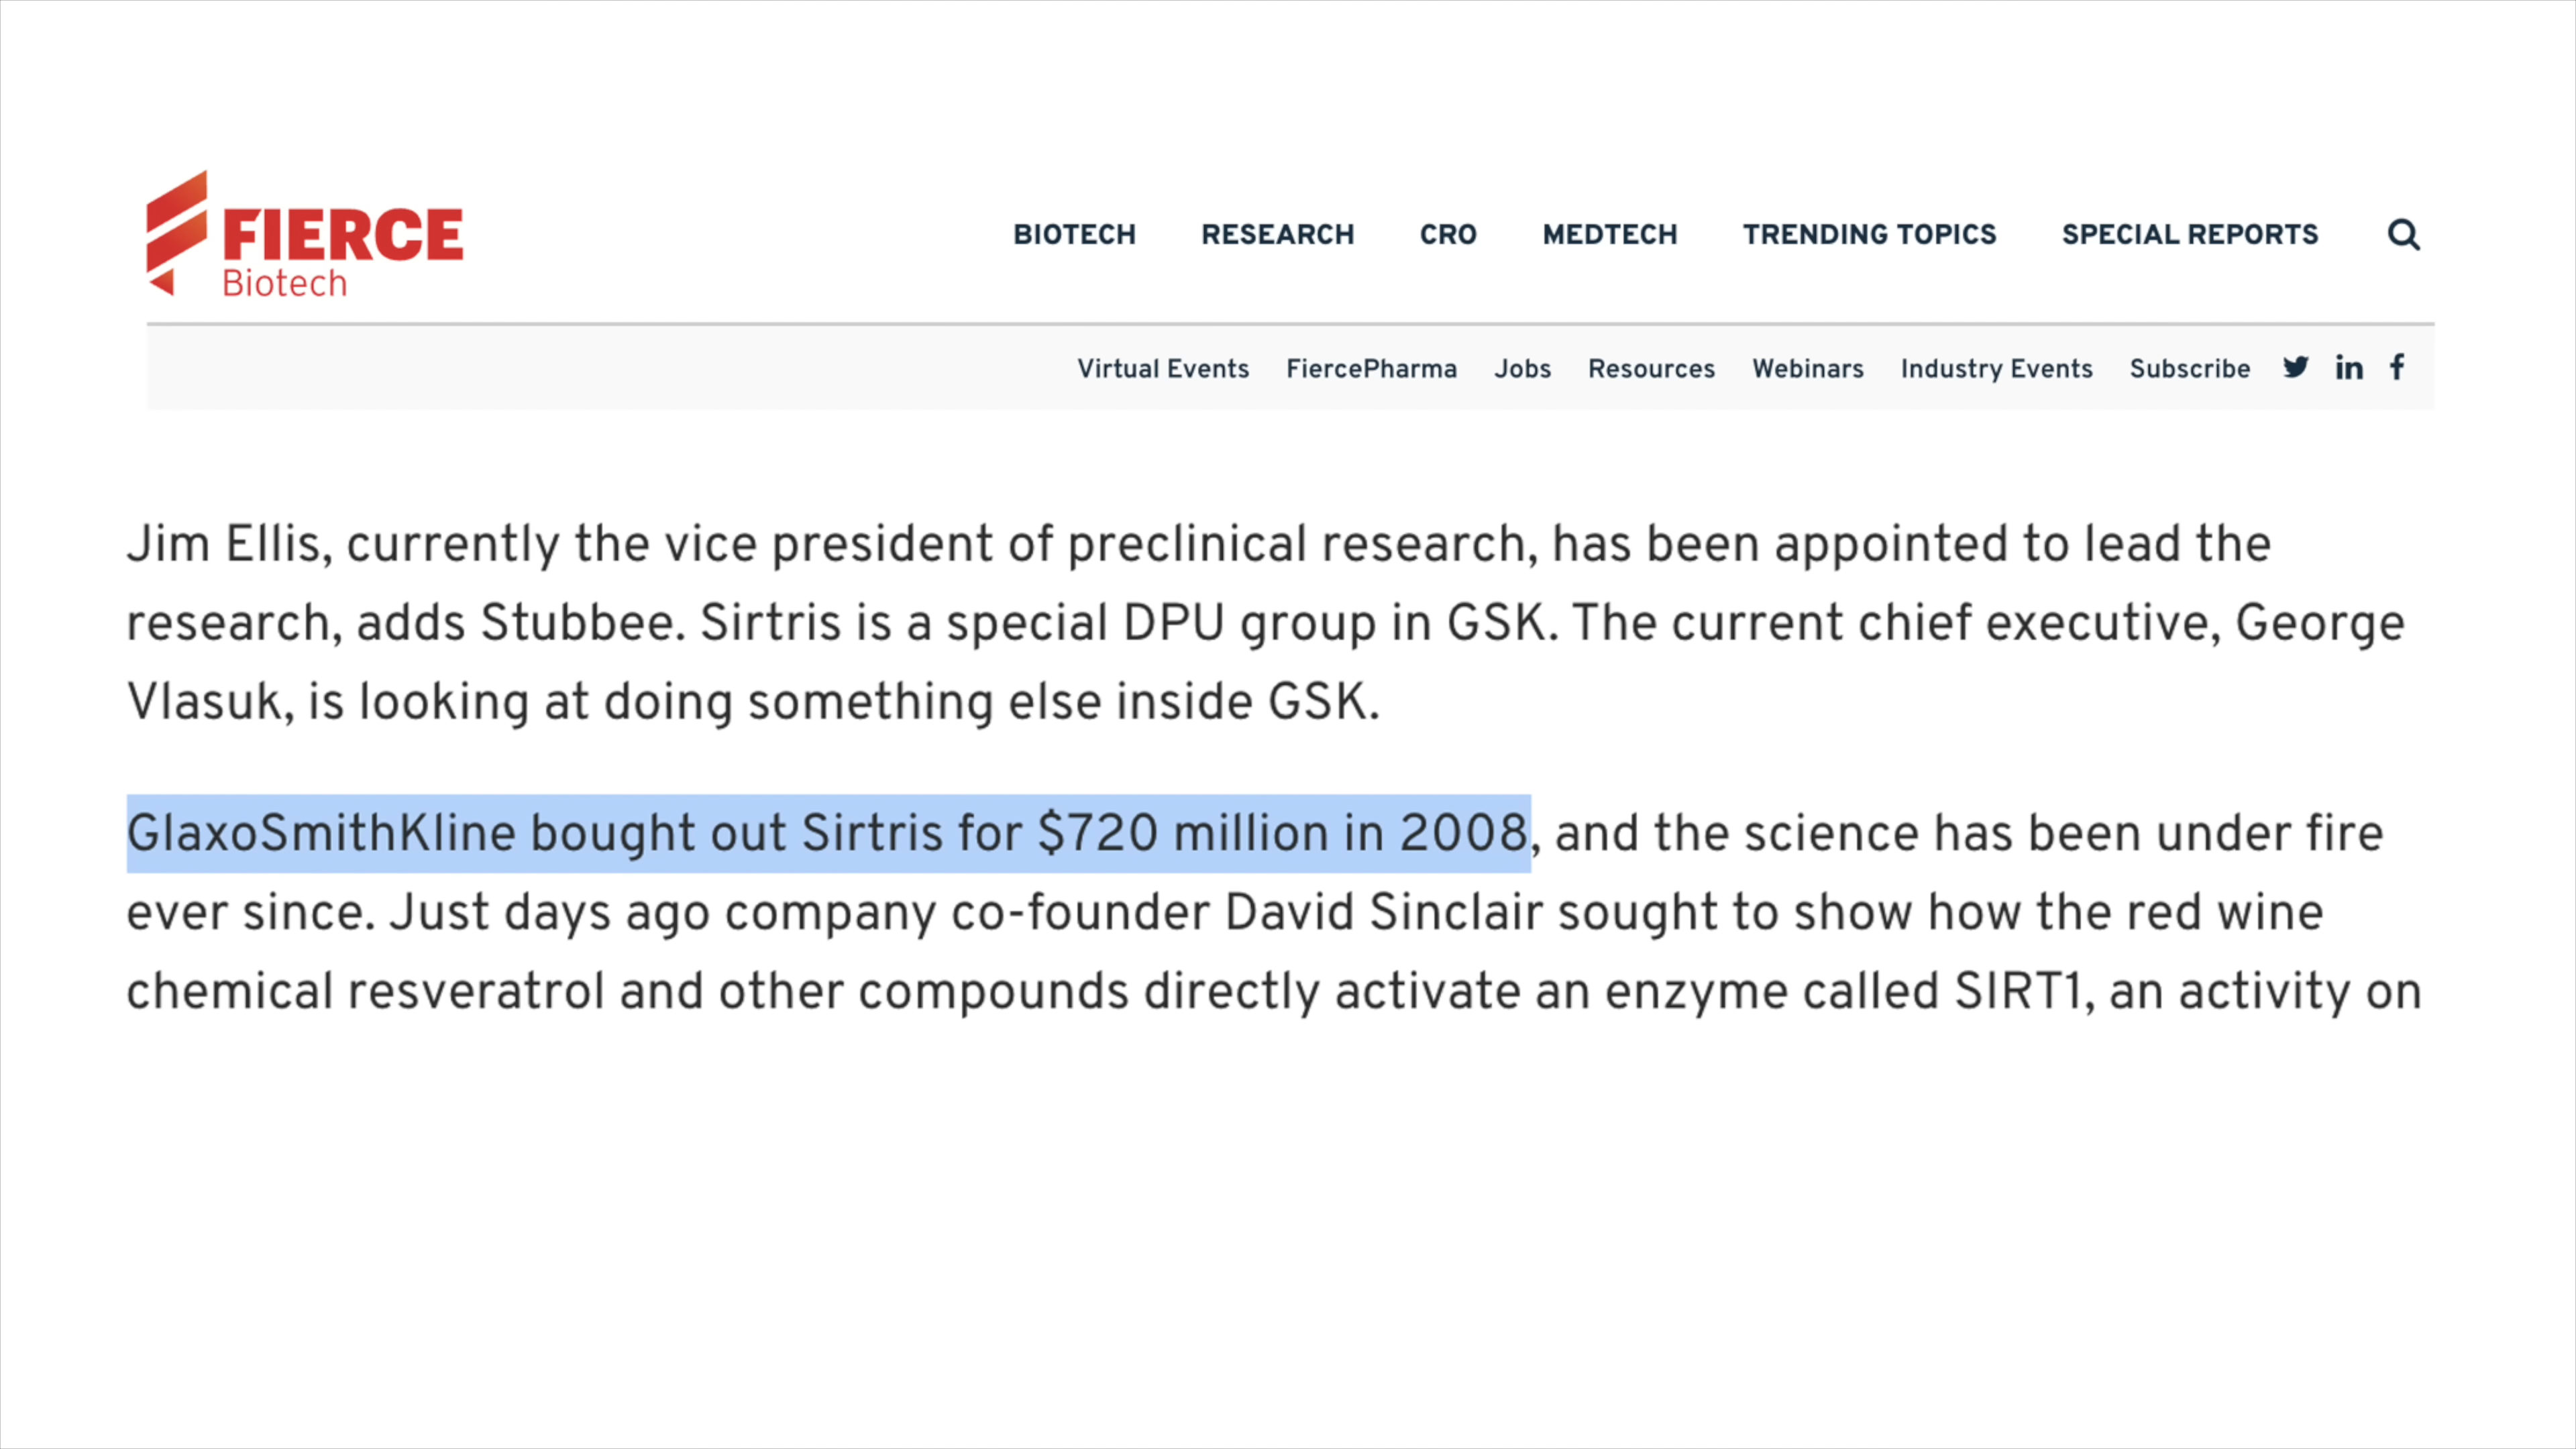 FIERCE
Biotech
BIOTECH RESEARCH CRO MEDTECH TRENDING TOPICS SPECIAL REPORTS
Virtual Events FiercePharma Jobs Resources Webinars Industry Events Subscribe
Jim Ellis, currently the vice president of preclinical research, has been appointed to lead the
research, adds Stubbee. Sirtris is a special DPU group in GSK. The current chief executive, George
Vlasuk, is looking at doing something else inside GSK.
GlaxoSmithKline bought out Sirtris for $720 million in 2008, and the science has been under fire
ever since. Just days ago company co-founder David Sinclair sought to show how the red wine
chemical resveratrol and other compounds directly activate an enzyme called SIRT1, an activity on